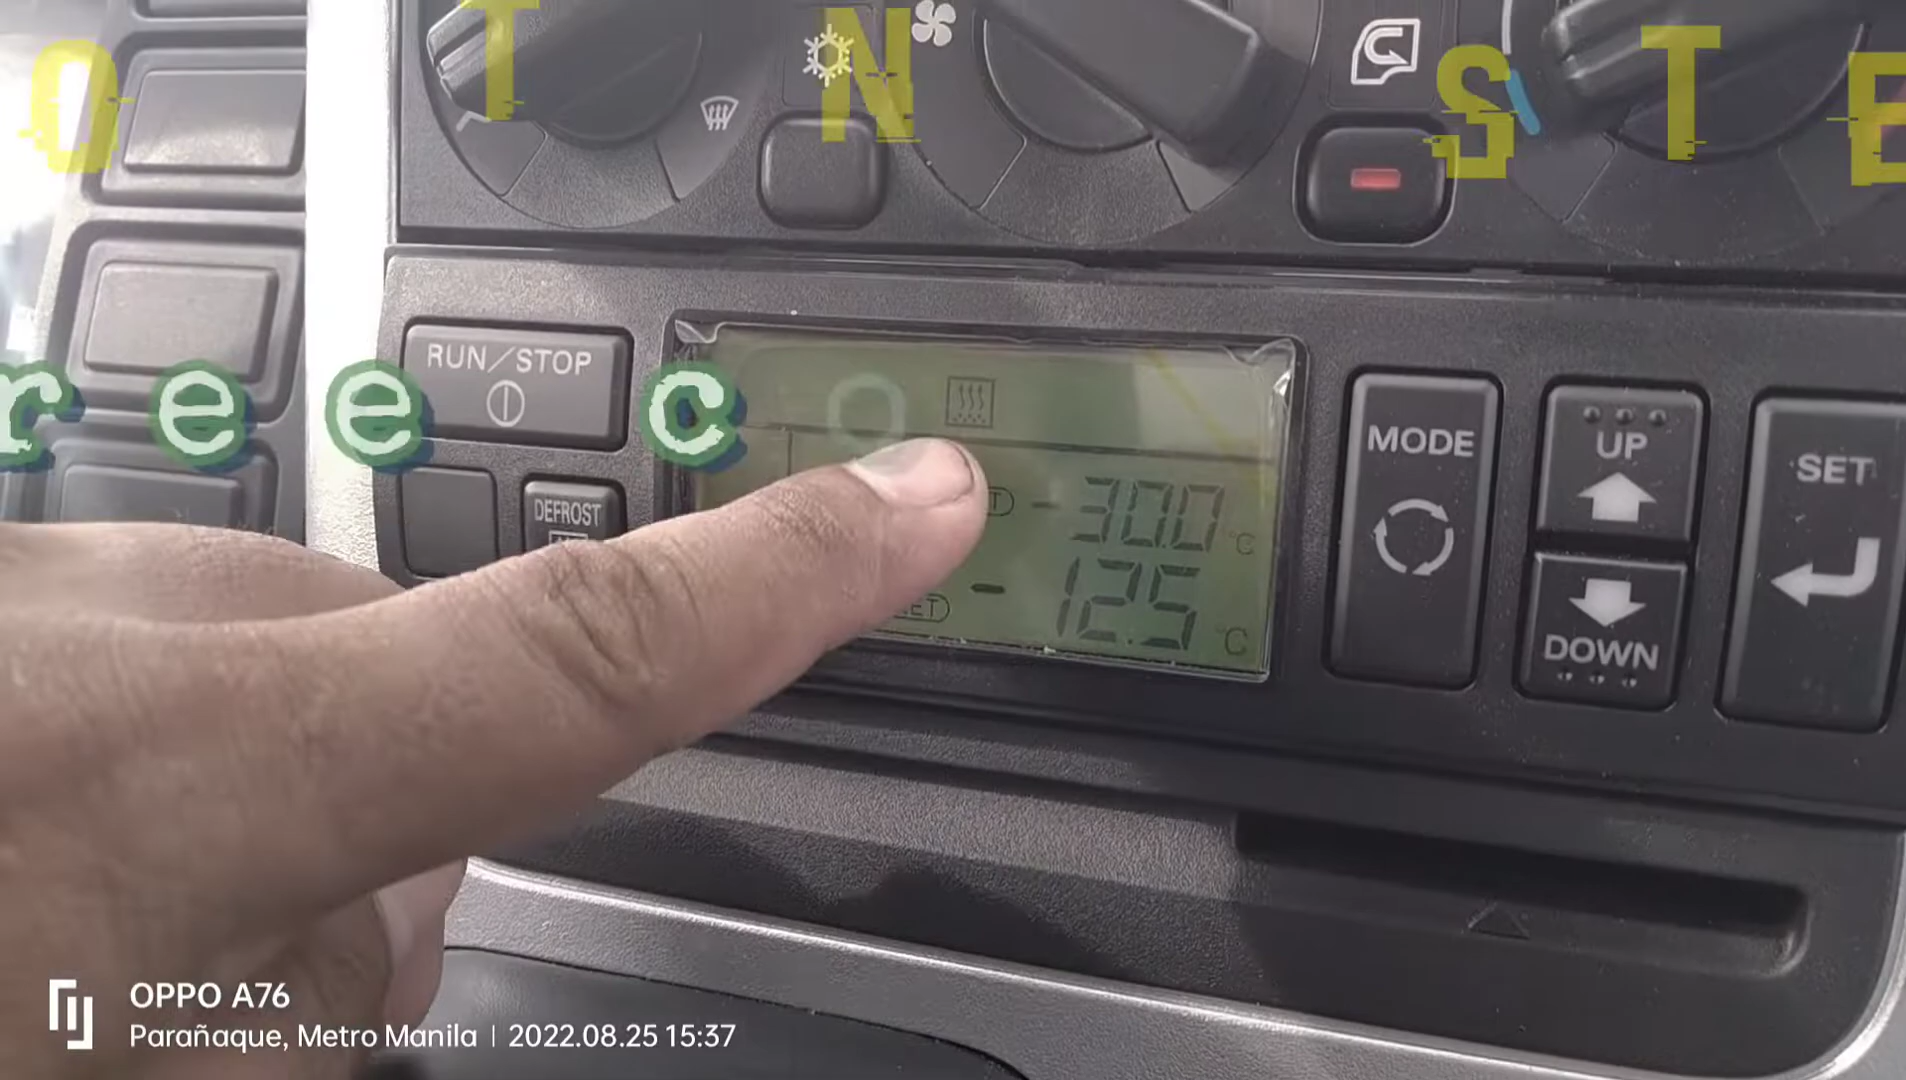 O T N S T E
RUN/STOP
r e e c
MODE
UP
SET
DEFROST
-30.0 °C
-12.5 °C
DOWN
OPPO A76
Parañaque, Metro Manila | 2022.08.25 15:37